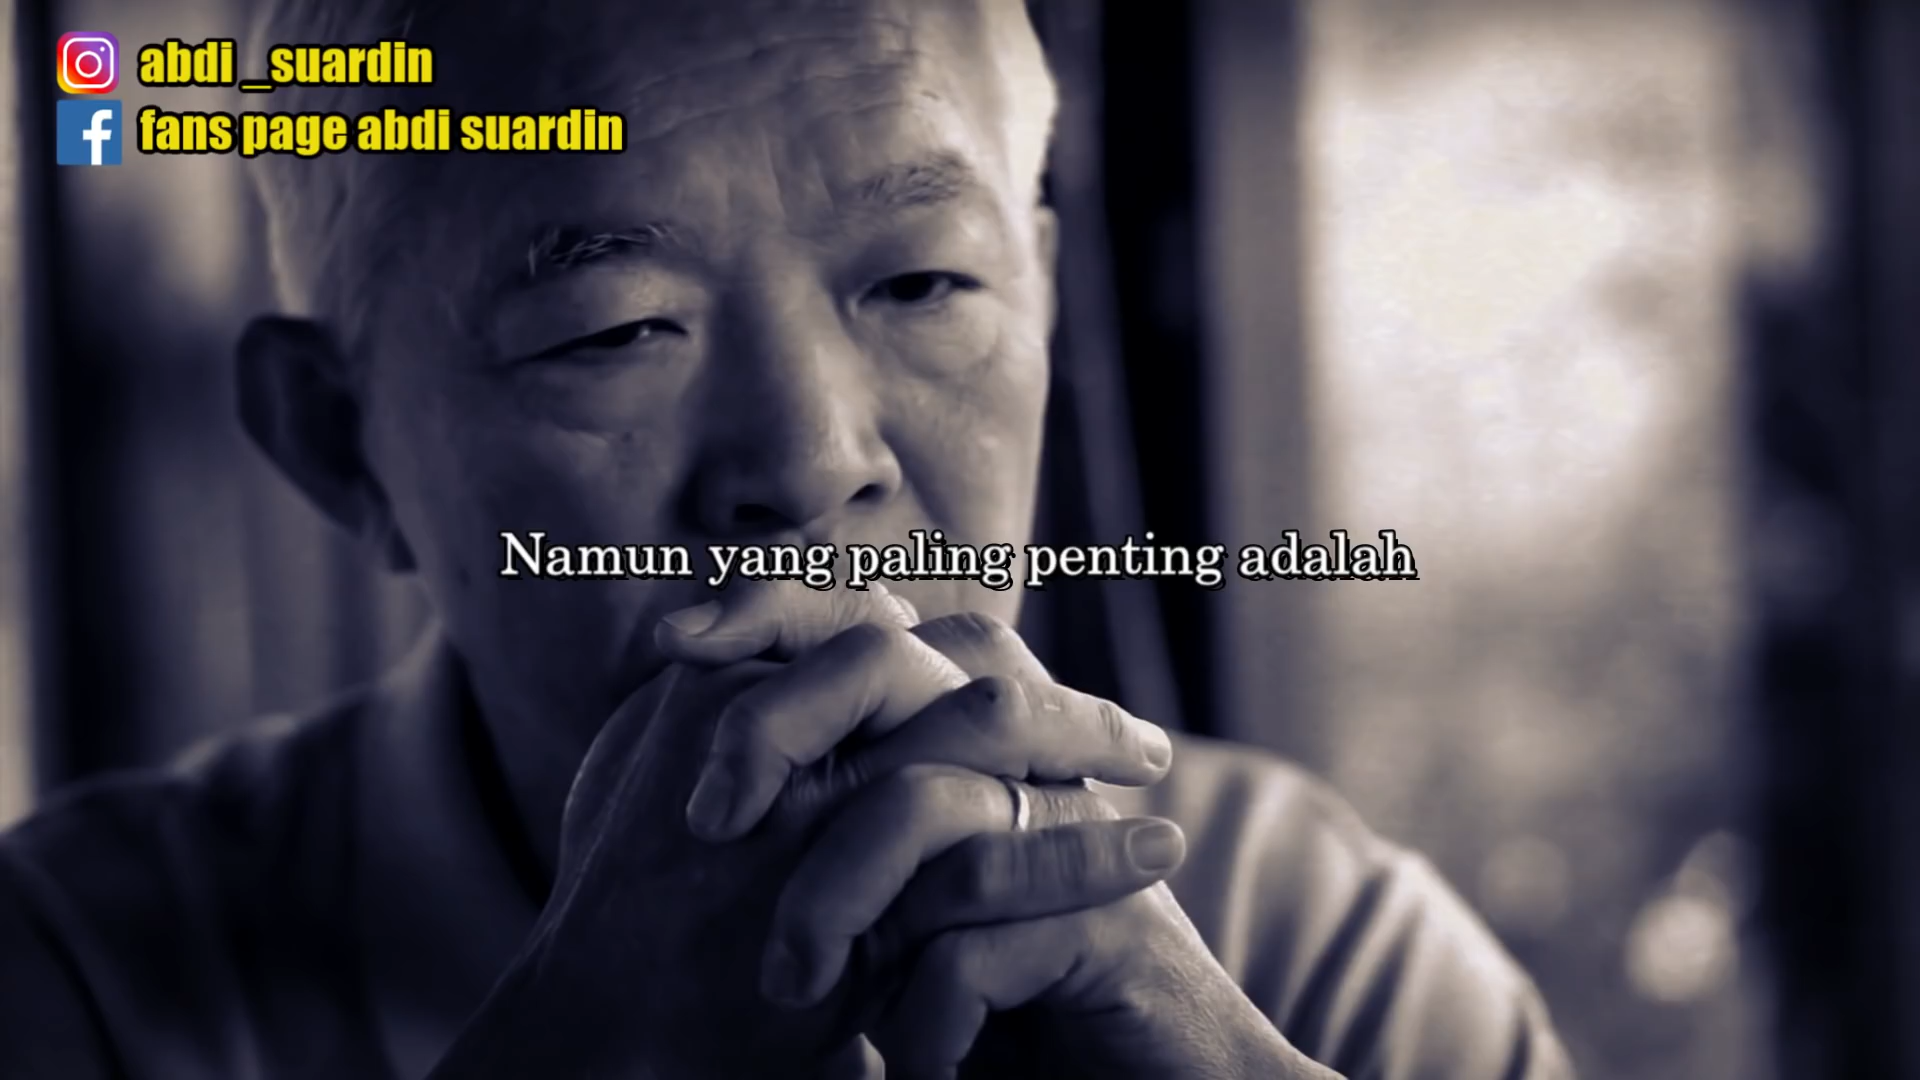 abdi_suardin
fans page abdi suardin
Namun yang paling penting adalah